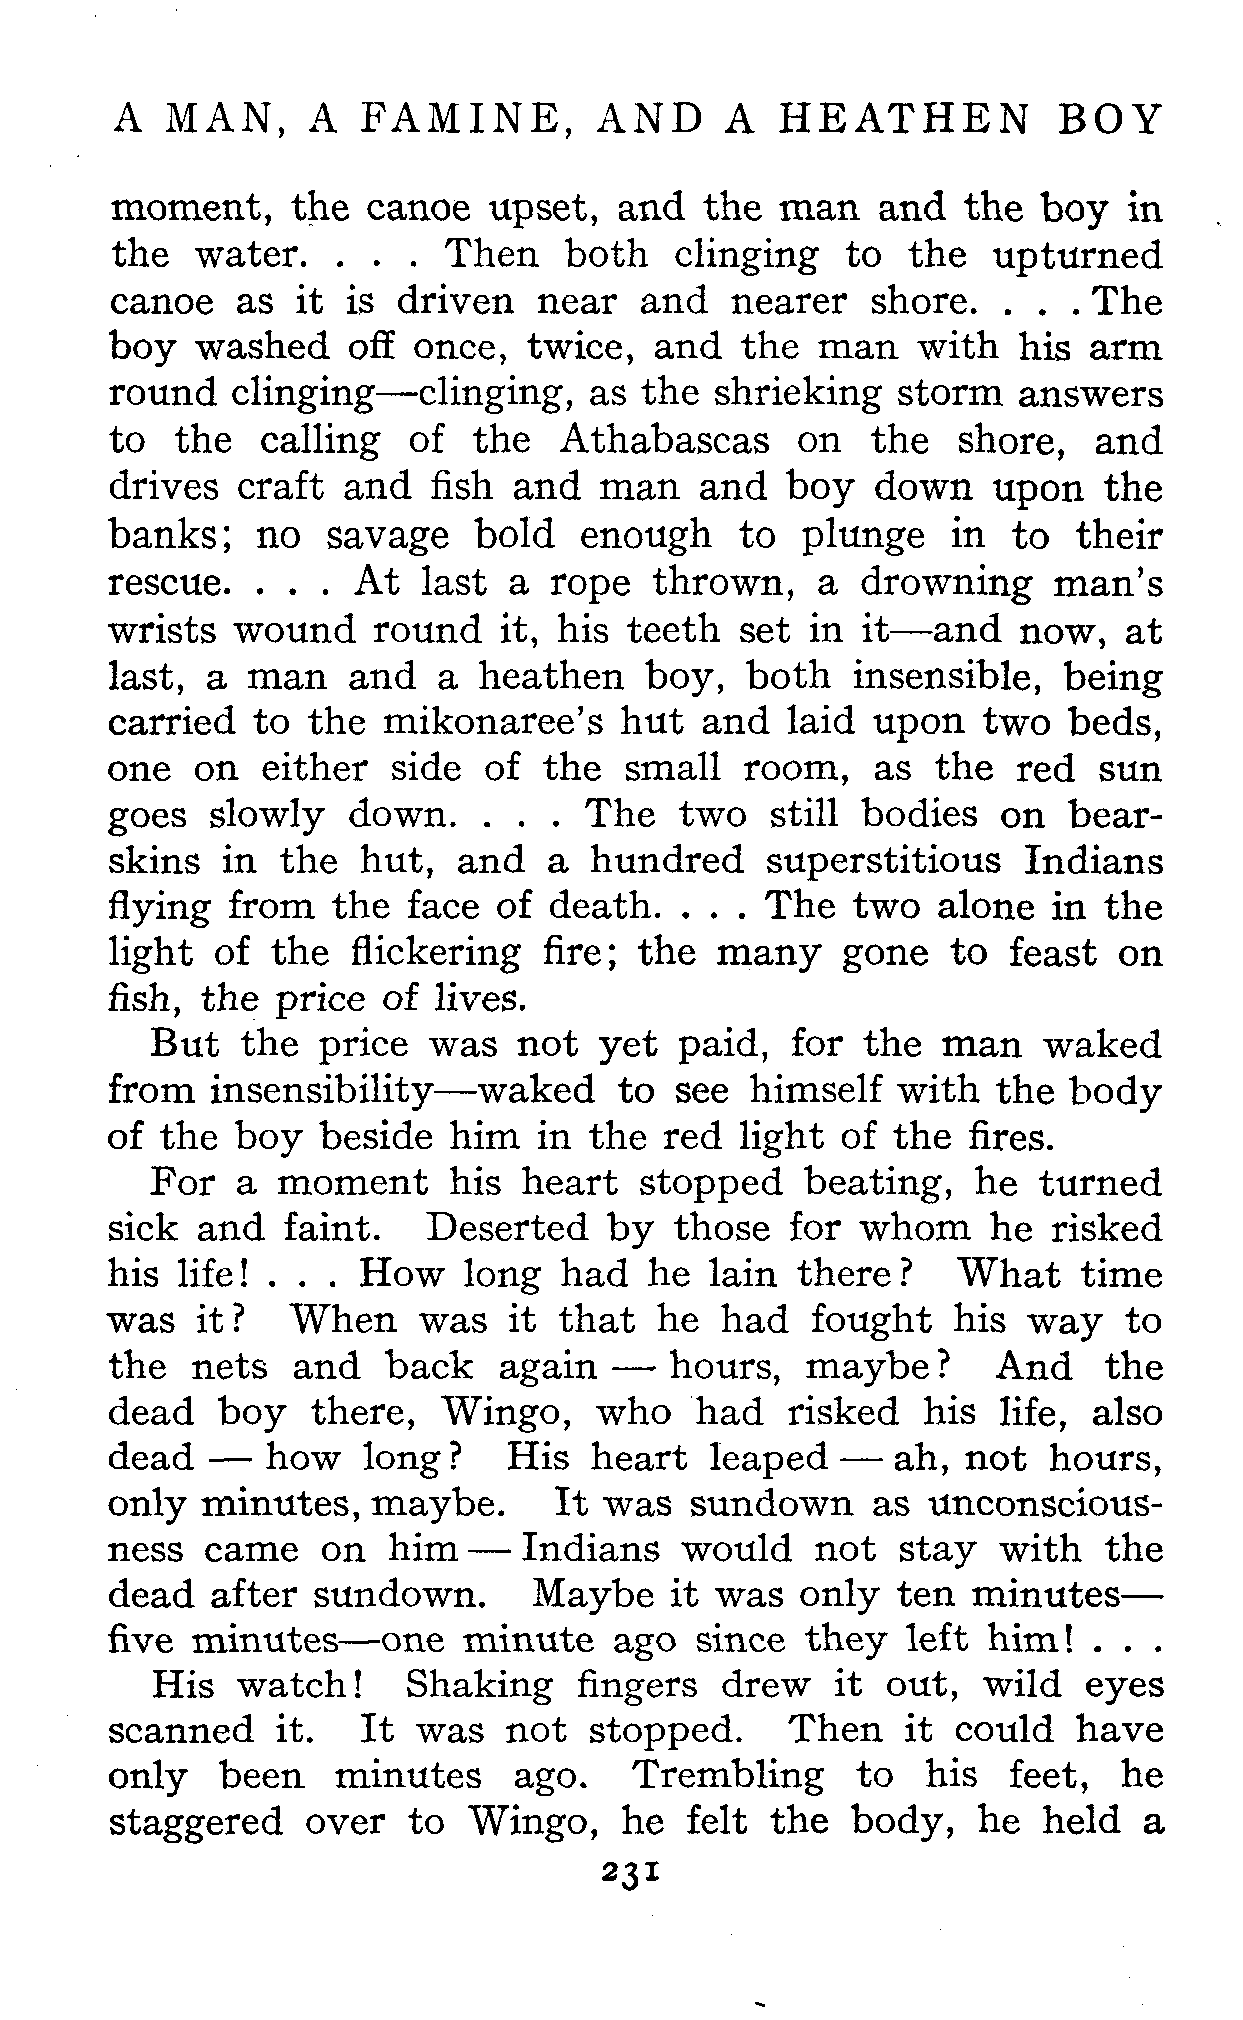 A MAN, A FAMINE, AND A HEATHEN BOY
moment, the canoe upset, and the man and the boy in
the water. . . . Then both clinging to the upturned
canoe as it is driven near and nearer shore. . . . The
boy washed off once, twice, and the man with his arm
round clinging—clinging, as the shrieking storm answers
to the calling of the Athabascas on the shore, and
drives craft and fish and man and boy down upon the
banks; no savage bold enough to plunge in to their
rescue. . . . At last a rope thrown, a drowning man's
wrists wound round it, his teeth set in it—and now, at
last, a man and a heathen boy, both insensible, being
carried to the mikonaree's hut and laid upon two beds,
one on either side of the small room, as the red sun
goes slowly down. . . . The two still bodies on bear-
skins in the hut, and a hundred superstitious Indians
flying from the face of death. . . . The two alone in the
light of the flickering fire; the many gone to feast on
fish, the price of lives.
But the price was not yet paid, for the man waked
from insensibility—waked to see himself with the body
of the boy beside him in the red light of the fires.
For a moment his heart stopped beating, he turned
sick and faint. Deserted by those for whom he risked
his life! . . . How long had he lain there? What time
was it? When was it that he had fought his way to
the nets and back again — hours, maybe? And the
dead boy there, Wingo, who had risked his life, also
dead — how long? His heart leaped — ah, not hours,
only minutes, maybe. It was sundown as unconscious-
ness came on him — Indians would not stay with the
dead after sundown. Maybe it was only ten minutes—
five minutes—one minute ago since they left him! . . .
His watch! Shaking fingers drew it out, wild eyes
scanned it. It was not stopped. Then it could have
only been minutes ago. Trembling to his feet, he
staggered over to Wingo, he felt the body, he held a
231